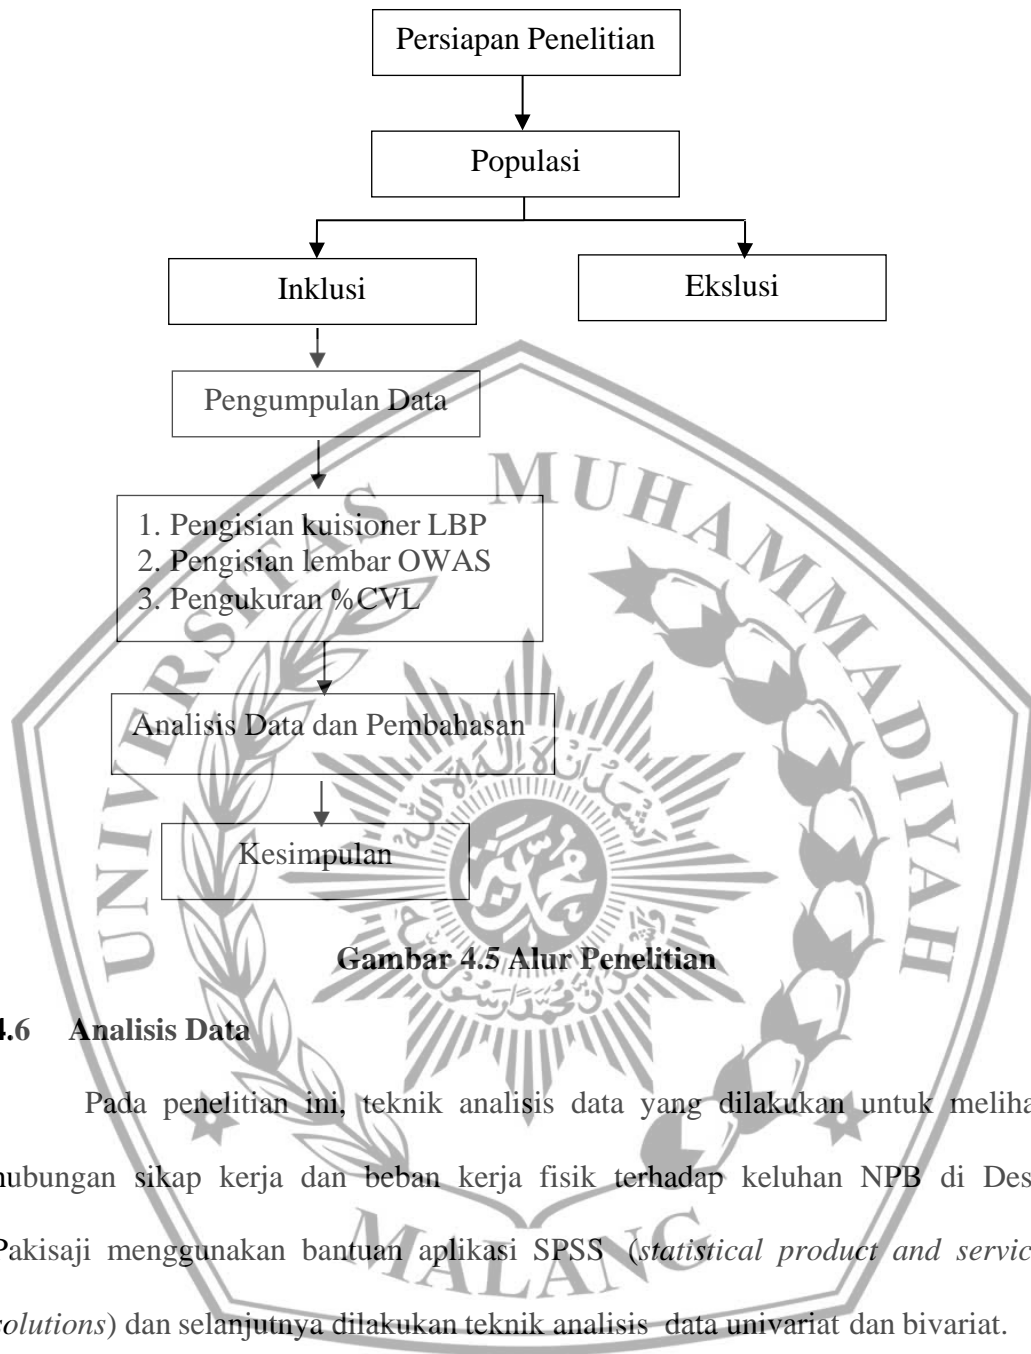 Persiapan Penelitian
Populasi
Inklusi
Ekslusi
Pengumpulan Data
1. Pengisian kuisioner LBP
2. Pengisian lembar OWAS
3. Pengukuran %CVL
Analisis Data dan Pembahasan
Kesimpulan
Gambar 4.5 Alur Penelitian
4.6 Analisis Data
Pada penelitian ini, teknik analisis data yang dilakukan untuk meliha
hubungan sikap kerja dan beban kerja fisik terhadap keluhan NPB di Des
Pakisaji menggunakan bantuan aplikasi SPSS (statistical product and servic
solutions) dan selanjutnya dilakukan teknik analisis data univariat dan bivariat.
UNIVERSITAS MUHAMMADIYAH
MALANG